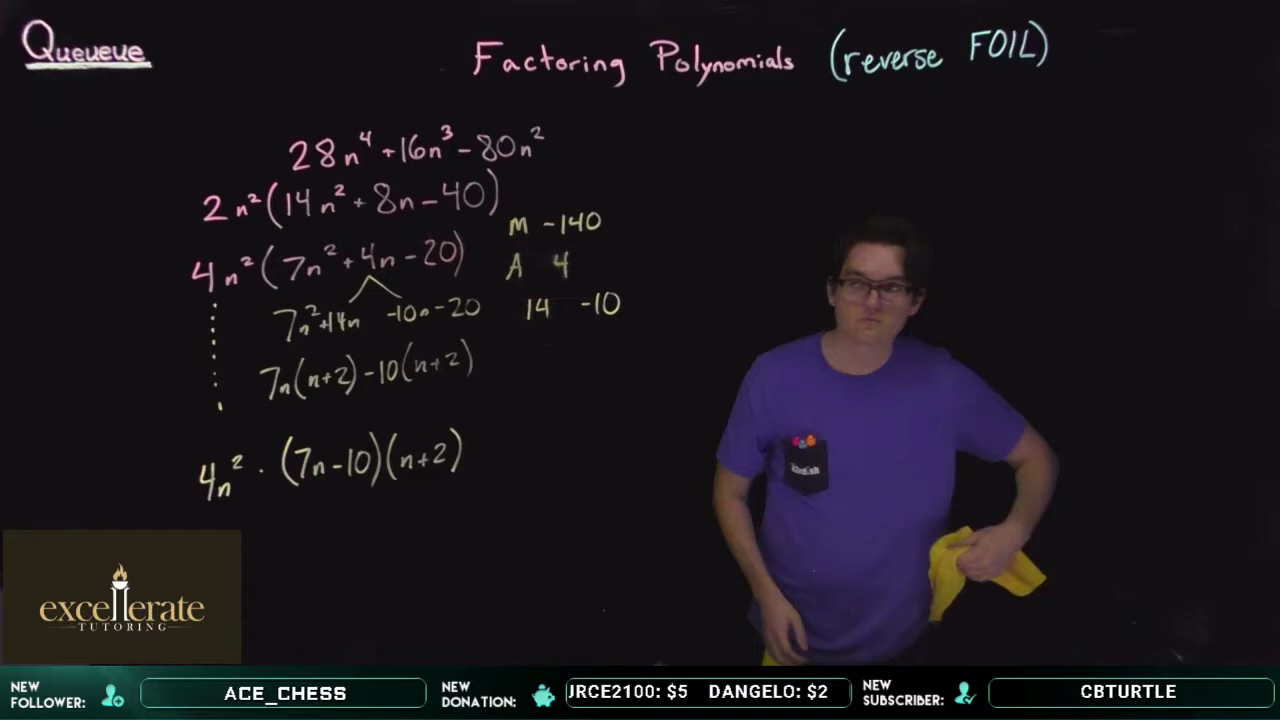 Queueue
Factoring Polynomials (reverse FOIL)
28n⁴+16n³-80n²
2n²(14n²+8n-40)
M -140
4n²(7n²+4n-20)
A 4
7n²+14n -10n-20
14 -10
7n(n+2)-10(n+2)
4n² · (7n-10)(n+2)
excellerate
TUTORING
NEW FOLLOWER:
ACE_CHESS
NEW DONATION:
JRCE2100: $5 DANGELO: $2
NEW SUBSCRIBER:
CBTURTLE